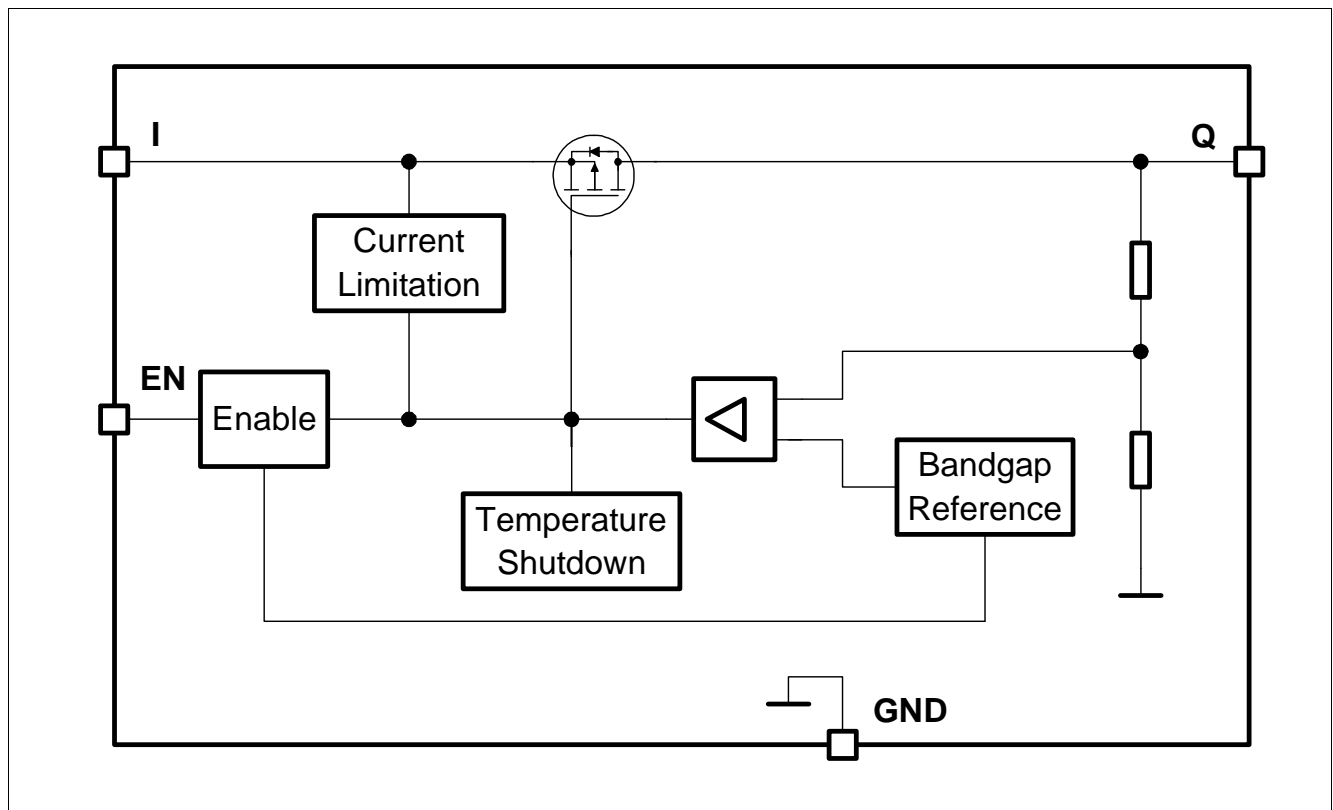 I
Q
Current
Limitation
EN
Enable
Bandgap
Reference
Temperature
Shutdown
GND